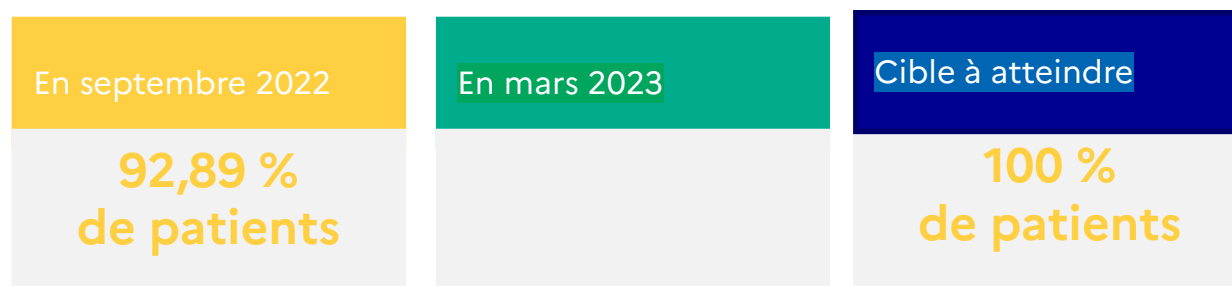 En septembre 2022
En mars 2023
Cible à atteindre
92,89 %
de patients
100 %
de patients